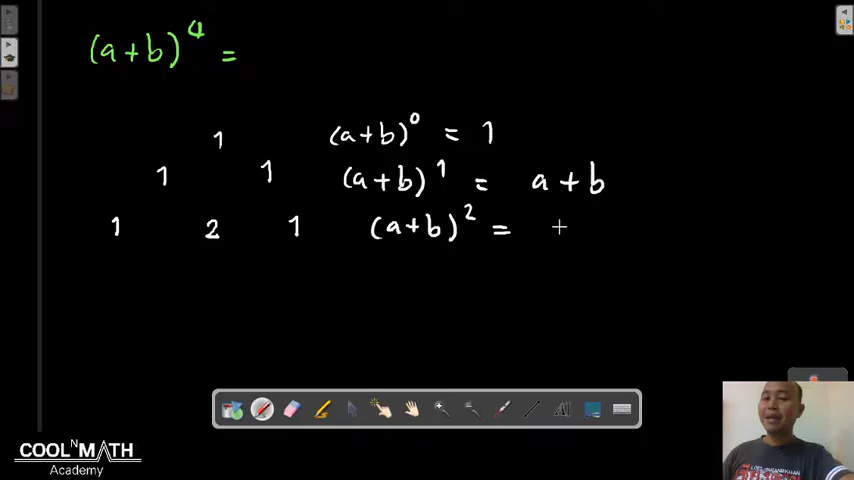 (a+b)⁴ =
1 (a+b)⁰ = 1
1 1 (a+b)¹ = a+b
1 2 1 (a+b)² =
COOL N MATH
Academy